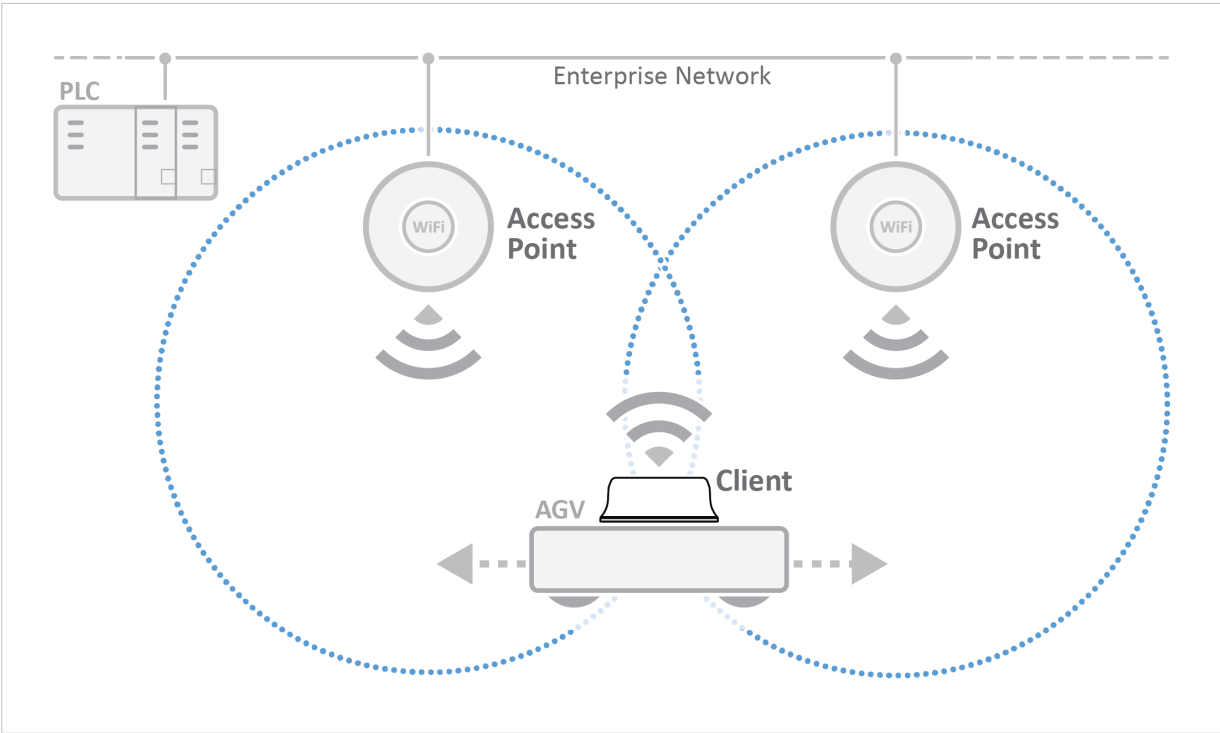 Enterprise Network
PLC
WiFi
Access
Point
WiFi
Access
Point
Client
AGV